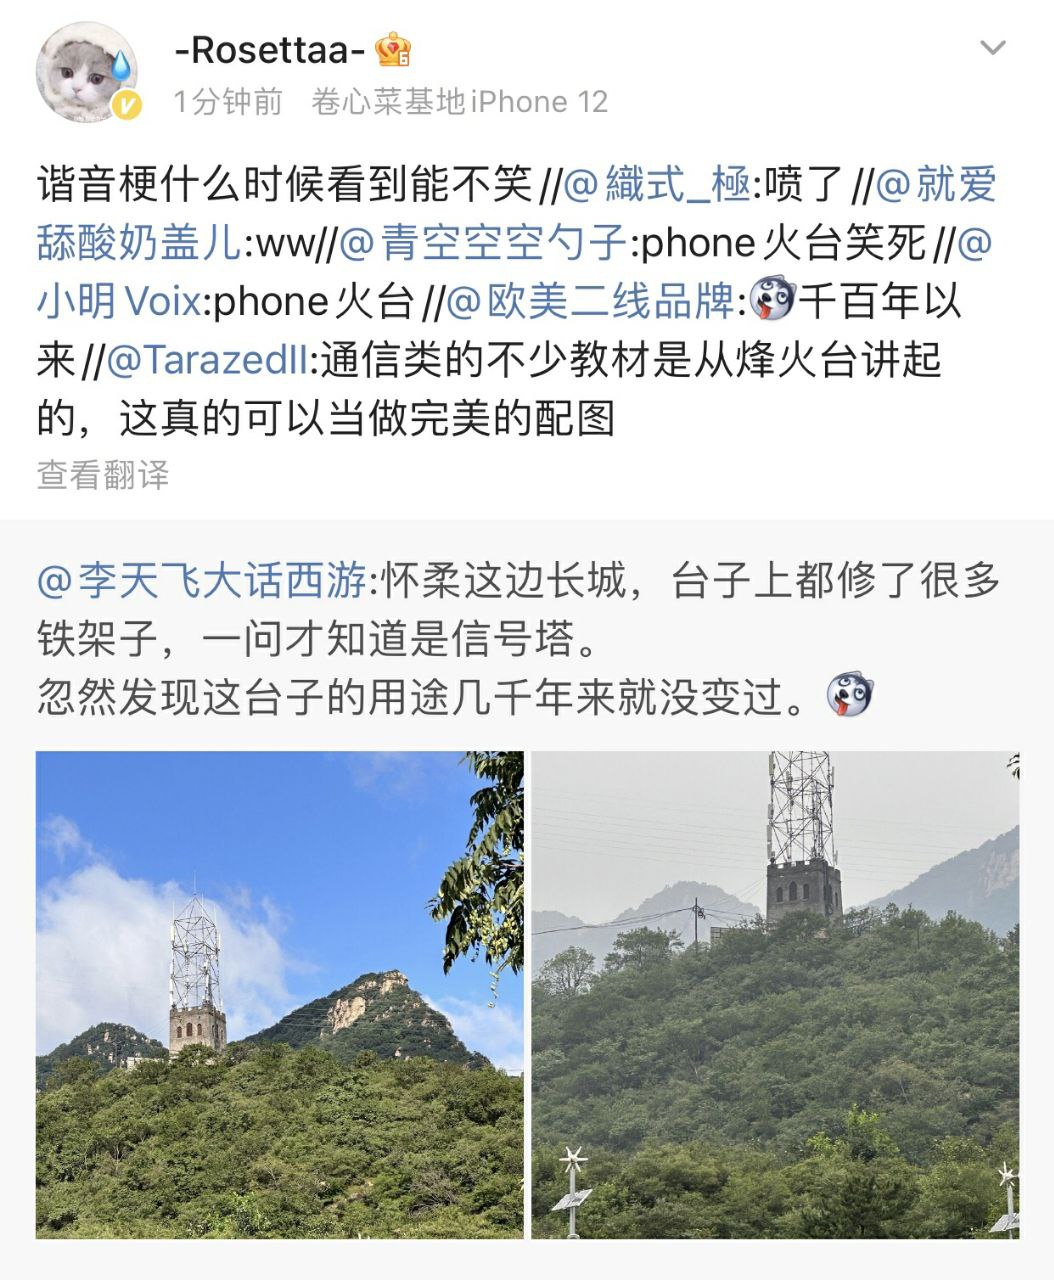 -Rosettaa-
1分钟前 卷心菜基地iPhone 12
谐音梗什么时候看到能不笑//@織式_極:喷了//@就爱
舔酸奶盖儿:ww//@青空空空勺子:phone火台笑死//@
小明Voix:phone火台//@欧美二线品牌:千百年以
来//@TarazedII:通信类的不少教材是从烽火台讲起
的，这真的可以当做完美的配图
查看翻译
@李天飞大话西游:怀柔这边长城，台子上都修了很多
铁架子，一问才知道是信号塔。
忽然发现这台子的用途几千年来就没变过。